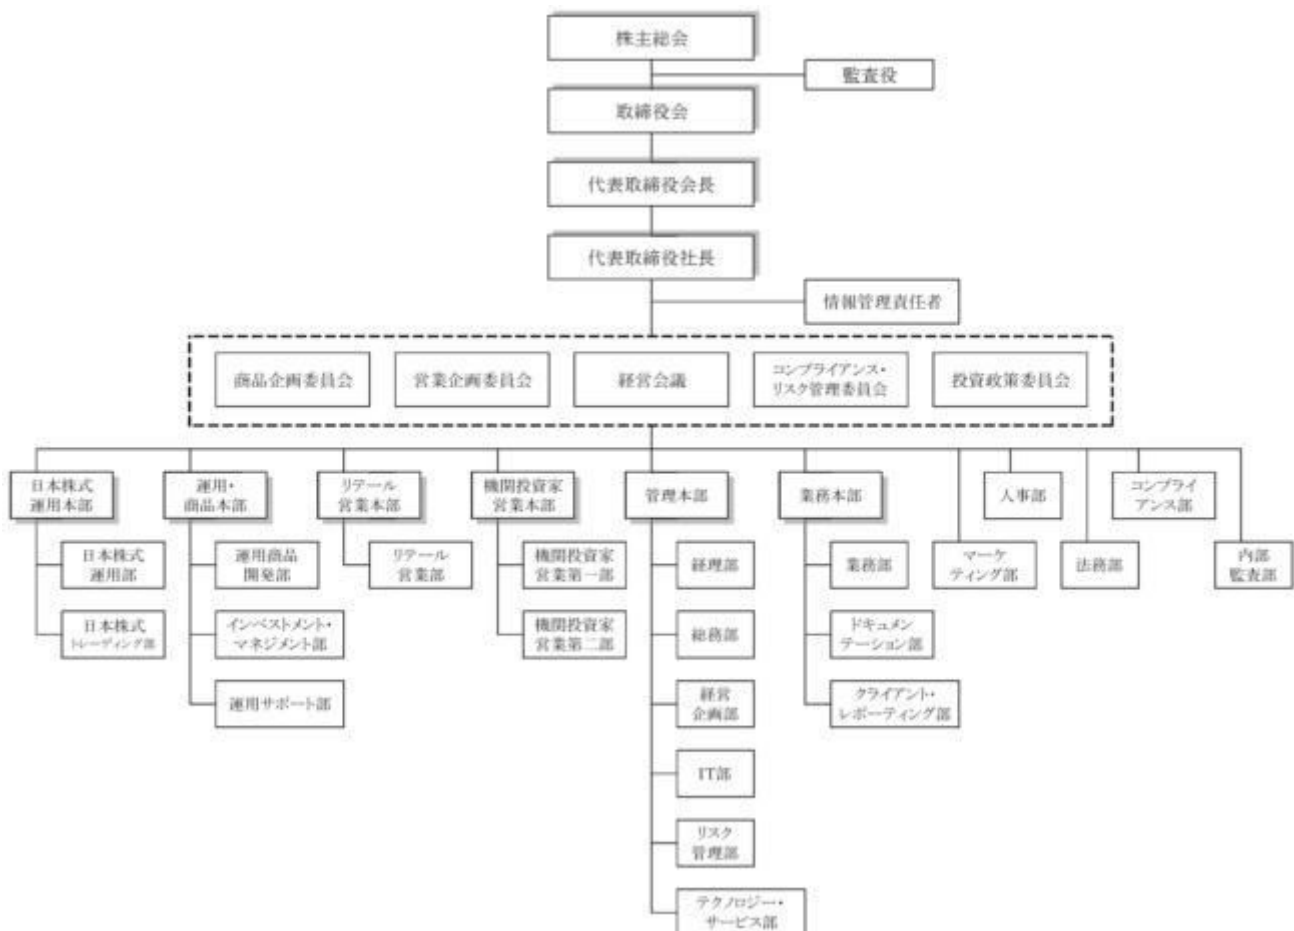 株主総会
監査役
取締役会
代表取締役会長
代表取締役社長
情報管理責任者
商品企画委員会
営業企画委員会
経営会議
コンプライアンス・
リスク管理委員会
投資政策委員会
日本株式
運用本部
運用・
商品本部
リテール
営業本部
機関投資家
営業本部
管理本部
業務本部
人事部
コンプライ
アンス部
日本株式
運用部
運用商品
開発部
リテール
営業部
機関投資家
営業第一部
経理部
業務部
マーケ
ティング部
法務部
内部
監査部
日本株式
トレーディング部
インベストメント・
マネジメント部
機関投資家
営業第二部
総務部
ドキュメン
テーション部
運用サポート部
経営
企画部
クライアント・
レポーティング部
IT部
リスク
管理部
テクノロジー・
サービス部